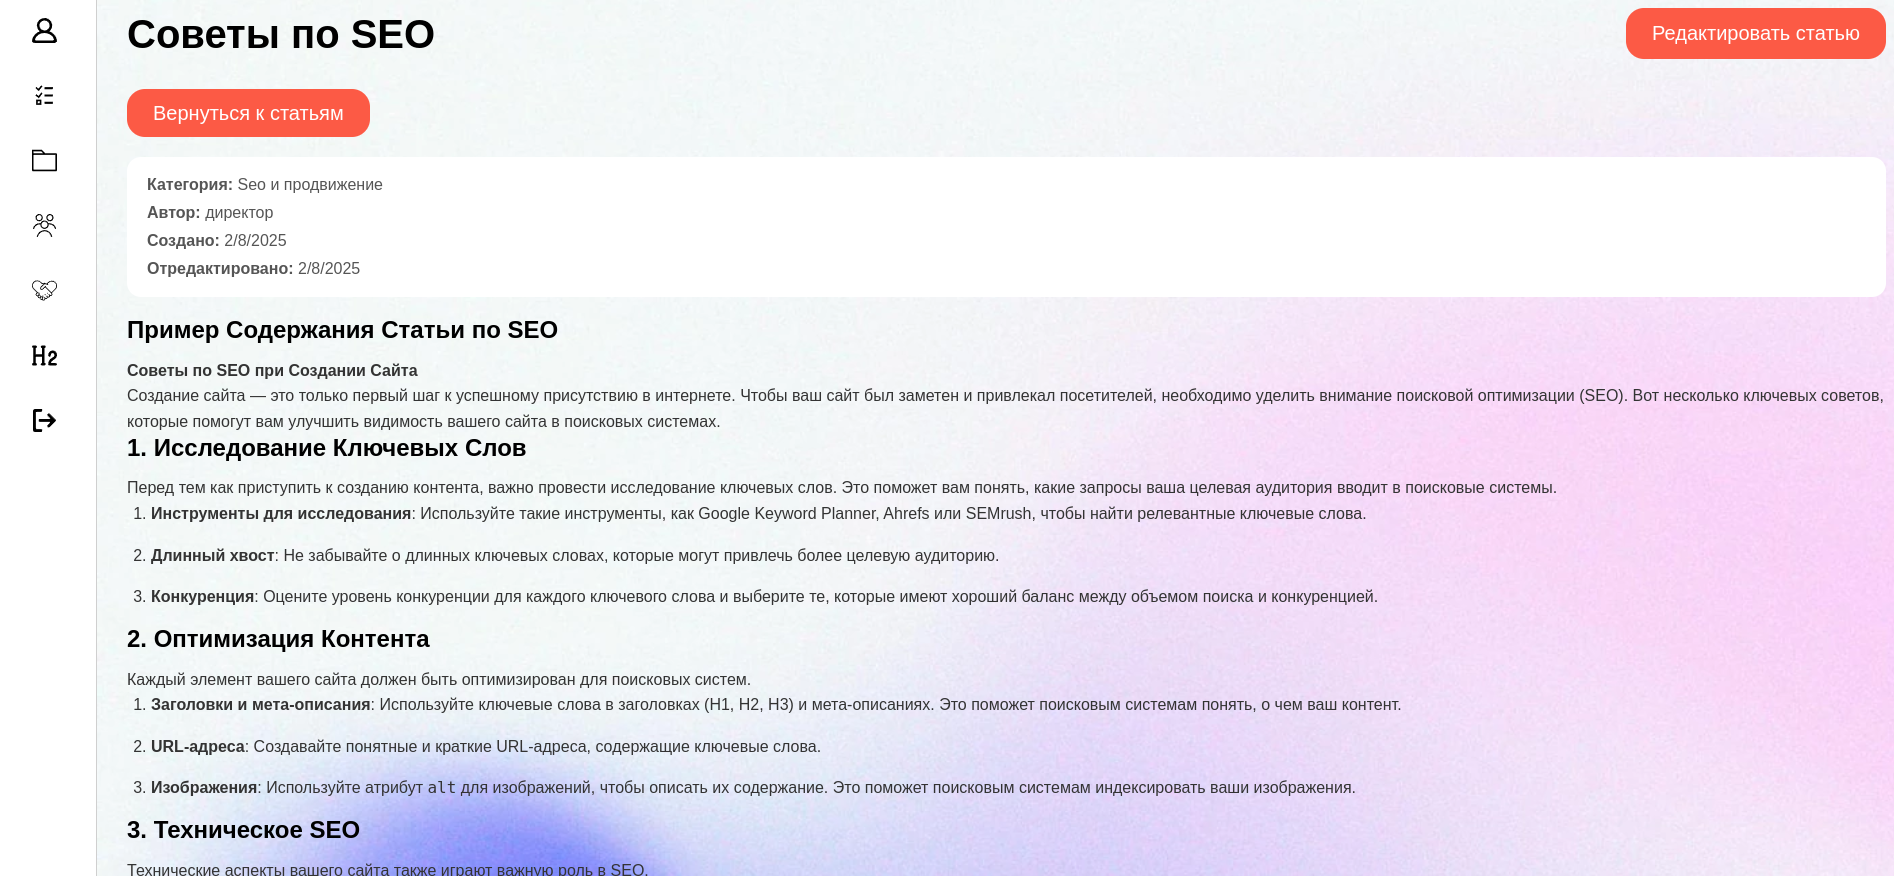 Советы по SEO
Редактировать статью
Вернуться к статьям
Категория: Seo и продвижение
Автор: директор
Создано: 2/8/2025
Отредактировано: 2/8/2025
H2
Пример Содержания Статьи по SEO
Советы по SEO при Создании Сайта
Создание сайта — это только первый шаг к успешному присутствию в интернете. Чтобы ваш сайт был заметен и привлекал посетителей, необходимо уделить внимание поисковой оптимизации (SEO). Вот несколько ключевых советов,
которые помогут вам улучшить видимость вашего сайта в поисковых системах.
1. Исследование Ключевых Слов
Перед тем как приступить к созданию контента, важно провести исследование ключевых слов. Это поможет вам понять, какие запросы ваша целевая аудитория вводит в поисковые системы.
1. Инструменты для исследования: Используйте такие инструменты, как Google Keyword Planner, Ahrefs или SEMrush, чтобы найти релевантные ключевые слова.
2. Длинный хвост: Не забывайте о длинных ключевых словах, которые могут привлечь более целевую аудиторию.
3. Конкуренция: Оцените уровень конкуренции для каждого ключевого слова и выберите те, которые имеют хороший баланс между объемом поиска и конкуренцией.
2. Оптимизация Контента
Каждый элемент вашего сайта должен быть оптимизирован для поисковых систем.
1. Заголовки и мета-описания: Используйте ключевые слова в заголовках (H1, H2, H3) и мета-описаниях. Это поможет поисковым системам понять, о чем ваш контент.
2. URL-адреса: Создавайте понятные и краткие URL-адреса, содержащие ключевые слова.
3. Изображения: Используйте атрибут alt для изображений, чтобы описать их содержание. Это поможет поисковым системам индексировать ваши изображения.
3. Техническое SEO
Технические аспекты вашего сайта также играют важную роль в SEO.